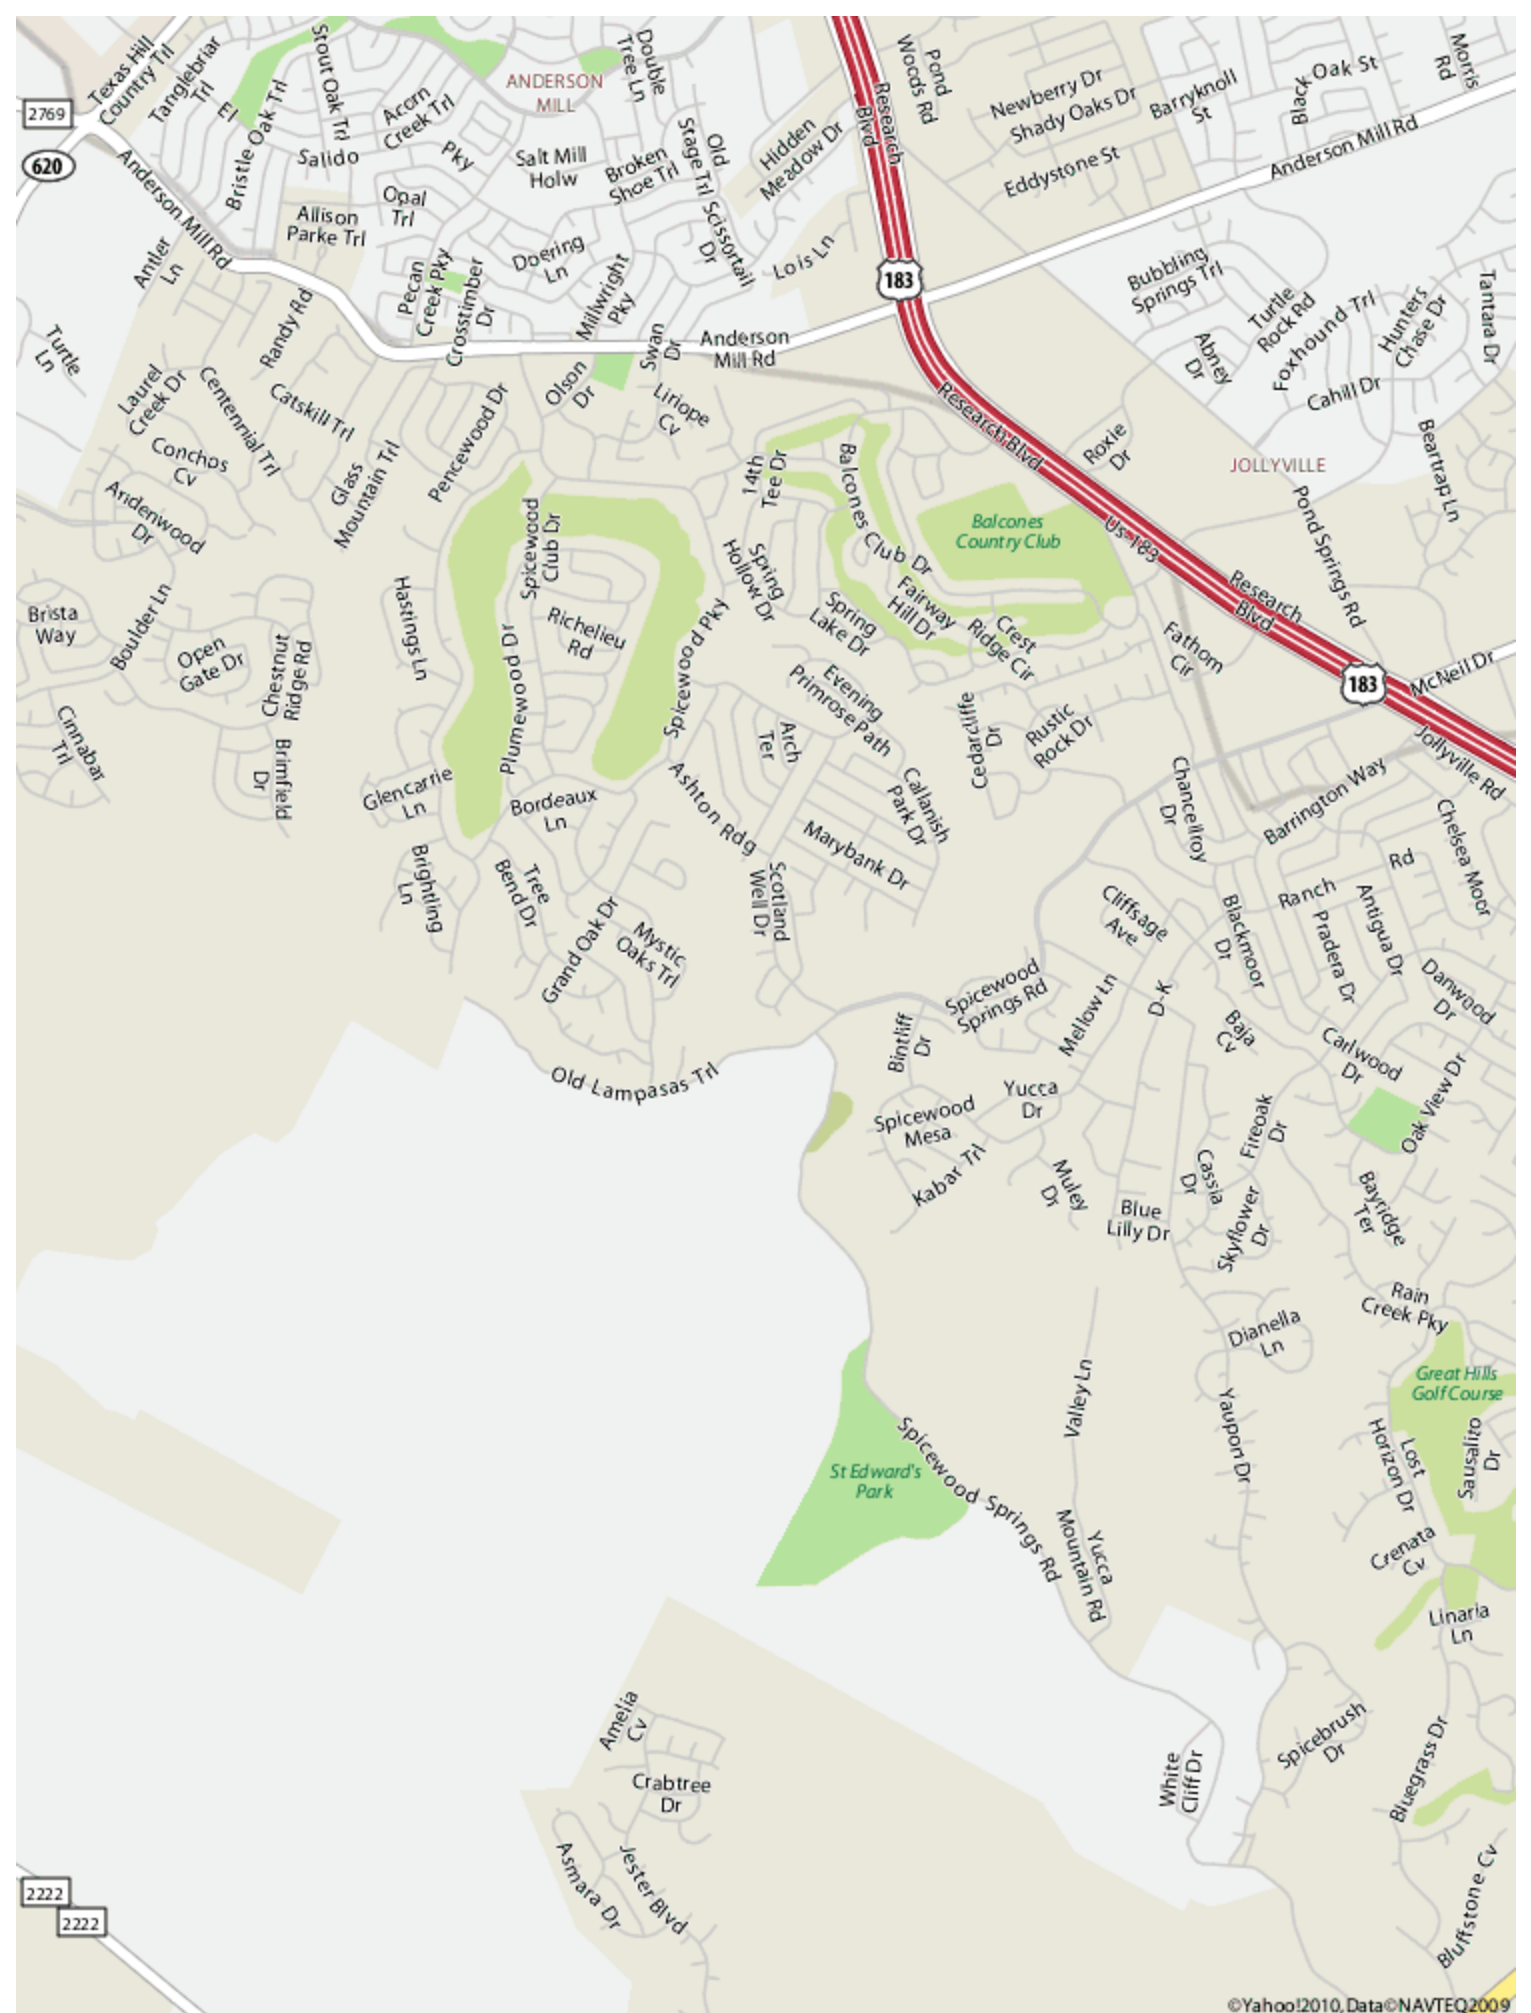 Texas Hill
Country Trl
Tanglebriar
Trl
El
Bristle Oak Trl
Stout Oak Trl
Acorn
Creek Trl
ANDERSON
MILL
Double
Tree Ln
Research
Blvd
Pond
Woods Rd
Newberry Dr
Shady Oaks Dr
Barryknoll
St
Black
Oak St
Morris
Rd
2769
620
Anderson Mill Rd
Salido
Pky
Salt Mill
Holw
Broken
Shoe Trl
Old
Stage Trl
Hidden
Meadow Dr
Eddystone St
Anderson Mill Rd
Allison
Parke Trl
Opal
Trl
Antler
Ln
Pecan
Creek Pky
Crosstimber
Dr
Doering
Ln
Millwright
Pky
Scissortail
Dr
Lois Ln
183
Bubbling
Springs Trl
Turtle
Rock Rd
Foxhound Trl
Hunters
Chase Dr
Tantara Dr
Turtle
Ln
Randy Rd
Swan
Dr
Anderson
Mill Rd
Abney
Dr
Cahill Dr
Laurel
Creek Dr
Centennial Trl
Catskill Trl
Olson
Dr
Liriope
Cv
Research Blvd
Roxie
Dr
JOLLYVILLE
Beartrap Ln
Conchos
Cv
Glass
Mountain Trl
Pencewood Dr
14th
Tee Dr
Balcones Club Dr
Balcones
Country Club
Us-183
Pond Springs Rd
Aridenwood
Dr
Spicewood
Club Dr
Spring
Hollow Dr
Fairway
Hill Dr
Research
Blvd
Brista
Way
Boulder Ln
Open
Gate Dr
Chestnut
Ridge Rd
Hastings Ln
Plumewood Dr
Richelieu
Rd
Spicewood Pky
Spring
Lake Dr
Crest
Ridge Cir
Fathom
Cir
183
McNeil Dr
Cinnabar
Trl
Brimfield
Dr
Evening
Primrose Path
Arch
Ter
Cedarcliffe
Dr
Rustic
Rock Dr
Jollyville Rd
Glencarrie
Ln
Bordeaux
Ln
Ashton Rdg
Callanish
Park Dr
Marybank Dr
Chancellroy
Dr
Barrington Way
Chelsea Moor
Brightling
Ln
Tree
Bend Dr
Grand Oak Dr
Mystic
Oaks Trl
Scotland
Well Dr
Cliffsage
Ave
Blackmoor
Dr
Ranch
Rd
Pradera Dr
Antigua Dr
Danwood
Dr
Spicewood
Springs Rd
Mellow Ln
D-K
Baja
Cv
Carlwood
Dr
Bintliff
Dr
Old Lampasas Trl
Spicewood
Mesa
Yucca
Dr
Fireoak
Dr
Oak View Dr
Kabar Trl
Muley
Dr
Cassia
Dr
Blue
Lilly Dr
Skyflower
Dr
Bayridge
Ter
Rain
Creek Pky
Dianella
Ln
Great Hills
Golf Course
Valley Ln
Yaupon Dr
Lost
Horizon Dr
Sausalito
Dr
St Edward's
Park
Spicewood Springs Rd
Yucca
Mountain Rd
Crenata
Cv
Linaria
Ln
Amelia
Cv
Crabtree
Dr
White
Cliff Dr
Spicebrush
Dr
Bluegrass Dr
Asmara Dr
Jester Blvd
Bluffstone Cv
2222
2222
©Yahoo!2010, Data©NAVTEQ2009